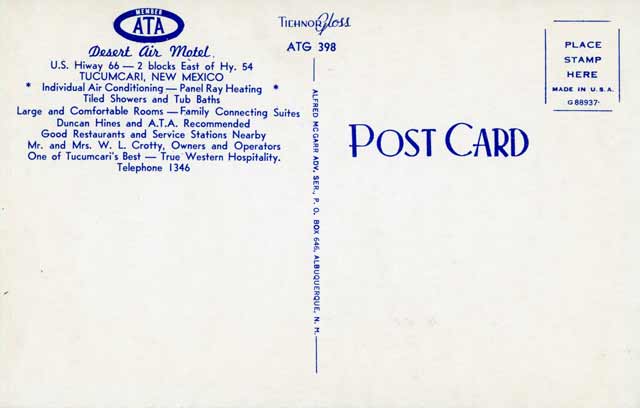 MEMBER
ATA
Desert Air Motel
U.S. Hiway 66 — 2 blocks East of Hy. 54
TUCUMCARI, NEW MEXICO
* Individual Air Conditioning — Panel Ray Heating *
Tiled Showers and Tub Baths
Large and Comfortable Rooms — Family Connecting Suites
Duncan Hines and A.T.A. Recommended
Good Restaurants and Service Stations Nearby
Mr. and Mrs. W. L. Crotty, Owners and Operators
One of Tucumcari's Best — True Western Hospitality.
Telephone 1346
TICHNOR Gloss
ATG 398
ALFRED MCGARR ADV. SER., P. O. BOX 646, ALBUQUERQUE, N. M.
POST CARD
PLACE
STAMP
HERE
MADE IN U.S.A.
G88937-